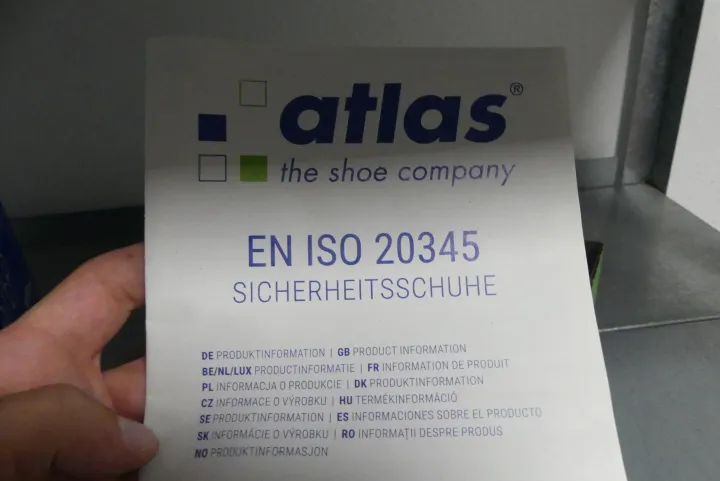 atlas®
the shoe company
EN ISO 20345
SICHERHEITSSCHUHE
DE PRODUKTINFORMATION | GB PRODUCT INFORMATION
BE/NL/LUX PRODUCTINFORMATIE | FR INFORMATION DE PRODUIT
PL INFORMACJA O PRODUKCIE | DK PRODUKTINFORMATION
CZ INFORMACE O VÝROBKU | HU TERMÉKINFORMÁCIÓ
SE PRODUKTINFORMATION | ES INFORMACIONES SOBRE EL PRODUCTO
SK INFORMÁCIE O VÝROBKU | RO INFORMAȚII DESPRE PRODUS
NO PRODUKTINFORMASJON